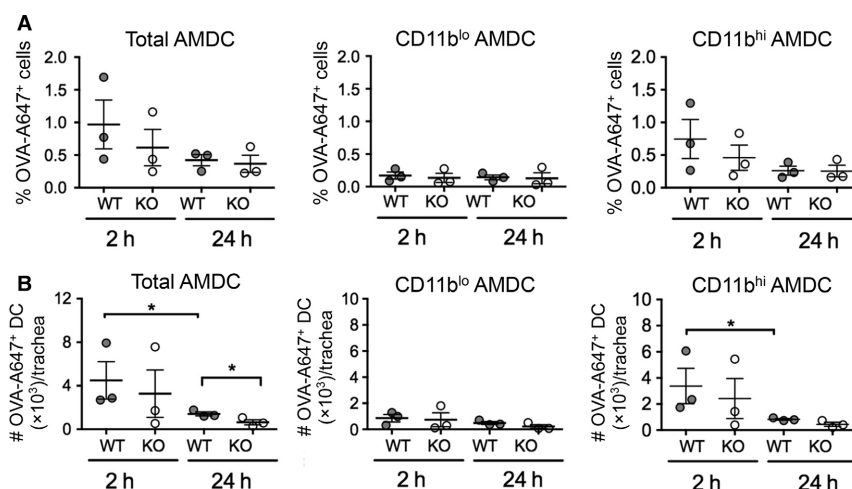 A
Total AMDC
% OVA-A647⁺ cells
2.0
1.5
1.0
0.5
0.0
WT KO WT KO
2 h 24 h
CD11bˡᵒ AMDC
% OVA-A647⁺ cells
2.0
1.5
1.0
0.5
0.0
WT KO WT KO
2 h 24 h
CD11bʰⁱ AMDC
% OVA-A647⁺ cells
2.0
1.5
1.0
0.5
0.0
WT KO WT KO
2 h 24 h
B
Total AMDC
# OVA-A647⁺ DC
(×10³)/trachea
12
8
4
0
*
*
WT KO WT KO
2 h 24 h
CD11bˡᵒ AMDC
# OVA-A647⁺ DC
(×10³)/trachea
10
8
6
4
2
0
WT KO WT KO
2 h 24 h
CD11bʰⁱ AMDC
# OVA-A647⁺ DC
(×10³)/trachea
10
8
6
4
2
0
*
WT KO WT KO
2 h 24 h